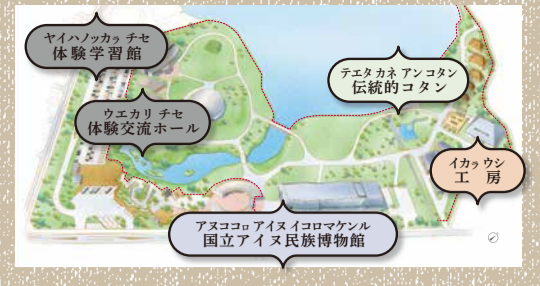 ヤイハノッカㇻ チセ
体験学習館
テエタ カネ アン コタン
伝統的コタン
ウエカリ チセ
体験交流ホール
イカㇻ ウシ
工 房
アヌココㇿ アイヌ イコロマケンル
国立アイヌ民族博物館